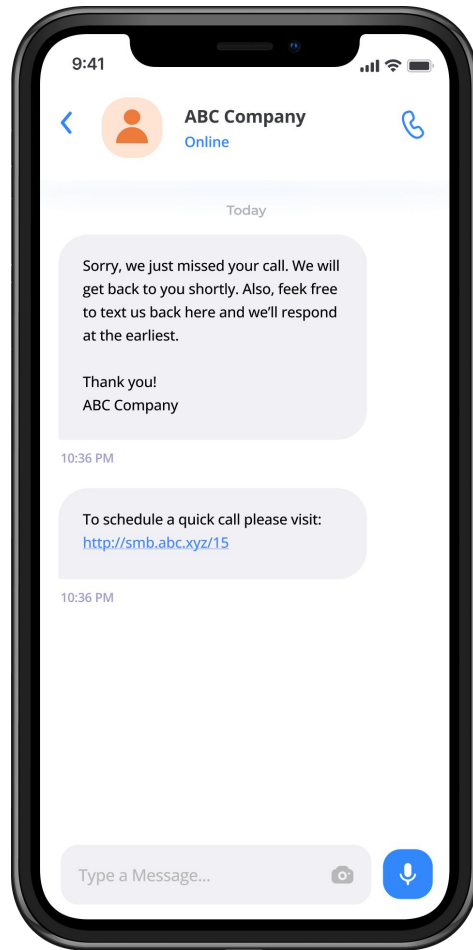 9:41
ABC Company
Online
Today
Sorry, we just missed your call. We will
get back to you shortly. Also, feek free
to text us back here and we'll respond
at the earliest.
Thank you!
ABC Company
10:36 PM
To schedule a quick call please visit:
http://smb.abc.xyz/15
10:36 PM
Type a Message...